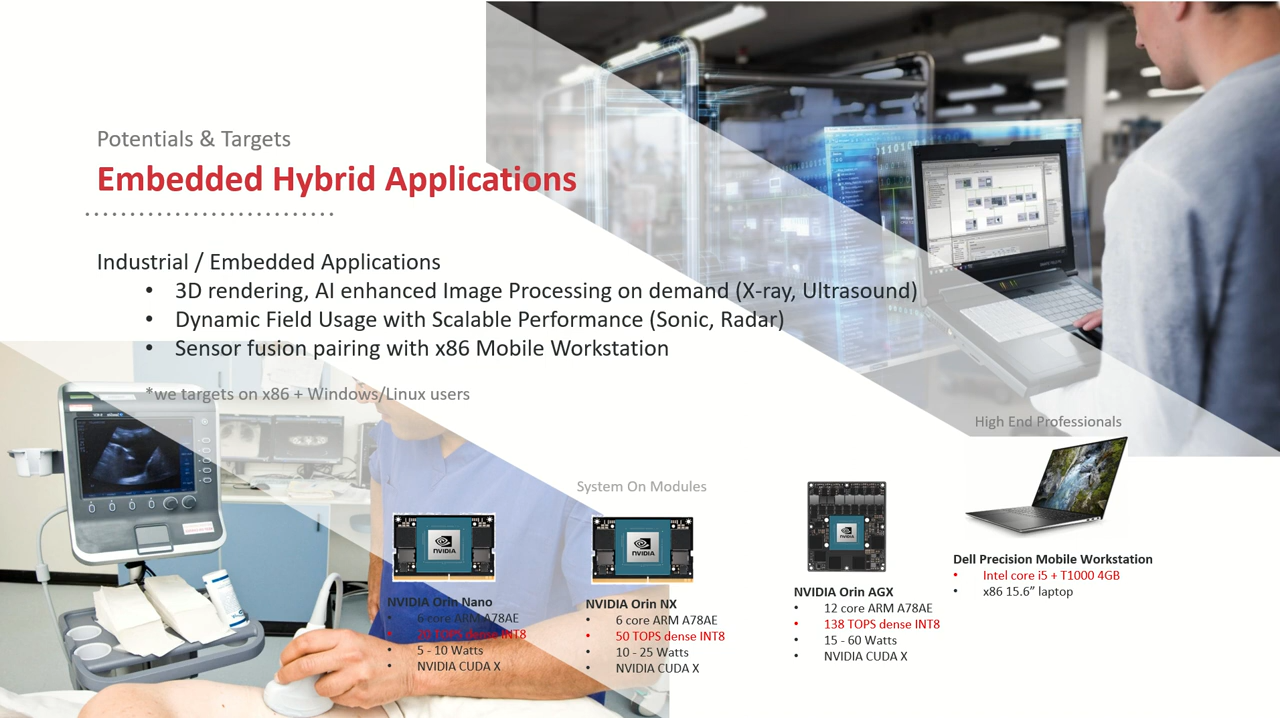 Potentials & Targets
Embedded Hybrid Applications
Industrial / Embedded Applications
• 3D rendering, AI enhanced Image Processing on demand (X-ray, Ultrasound)
• Dynamic Field Usage with Scalable Performance (Sonic, Radar)
• Sensor fusion pairing with x86 Mobile Workstation
*we targets on x86 + Windows/Linux users
System On Modules
High End Professionals
NVIDIA
NVIDIA Orin Nano
• 6 core ARM A78AE
• 20 TOPS dense INT8
• 5 - 10 Watts
• NVIDIA CUDA X
NVIDIA
NVIDIA Orin NX
• 6 core ARM A78AE
• 50 TOPS dense INT8
• 10 - 25 Watts
• NVIDIA CUDA X
NVIDIA Orin AGX
• 12 core ARM A78AE
• 138 TOPS dense INT8
• 15 - 60 Watts
• NVIDIA CUDA X
Dell Precision Mobile Workstation
• Intel core i5 + T1000 4GB
• x86 15.6” laptop